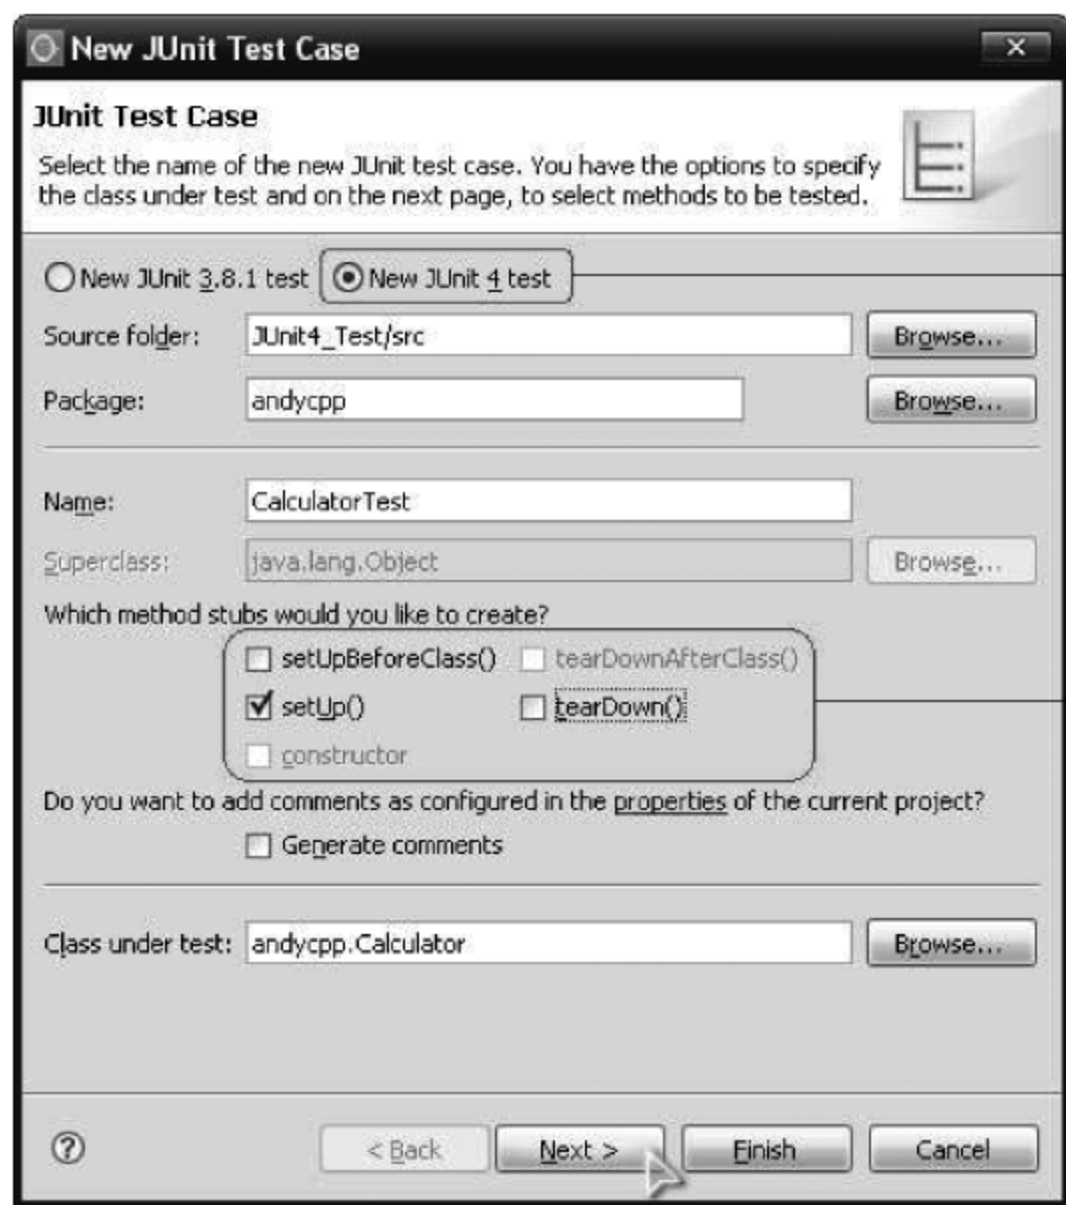 New JUnit Test Case
JUnit Test Case
Select the name of the new JUnit test case. You have the options to specify
the class under test and on the next page, to select methods to be tested.
New JUnit 3.8.1 test New JUnit 4 test
Source folder: JUnit4_Test/src Browse...
Package: andycpp Browse...
Name: CalculatorTest
Superclass: java.lang.Object Browse...
Which method stubs would you like to create?
setUpBeforeClass() tearDownAfterClass()
setUp() tearDown()
constructor
Do you want to add comments as configured in the properties of the current project?
Generate comments
Class under test: andycpp.Calculator Browse...
? < Back Next > Finish Cancel